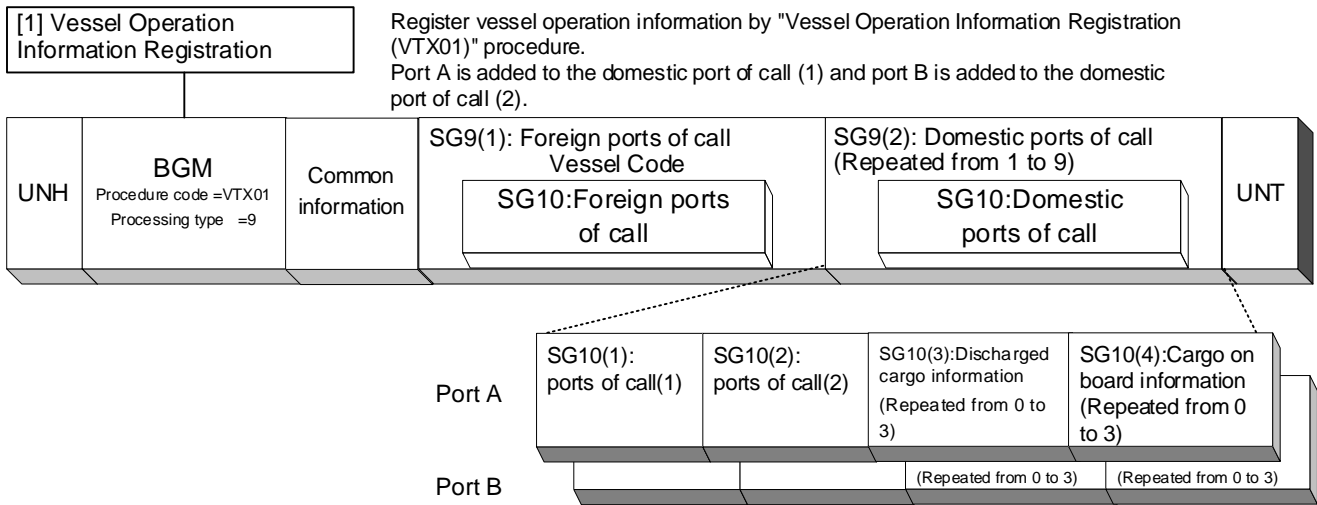 [1] Vessel Operation
Information Registration
Register vessel operation information by "Vessel Operation Information Registration
(VTX01)" procedure.
Port A is added to the domestic port of call (1) and port B is added to the domestic
port of call (2).
UNH
BGM
Procedure code =VTX01
Processing type =9
Common
information
SG9(1): Foreign ports of call
Vessel Code
SG10:Foreign ports
of call
SG9(2): Domestic ports of call
(Repeated from 1 to 9)
SG10:Domestic
ports of call
UNT
Port A
SG10(1):
ports of call(1)
SG10(2):
ports of call(2)
SG10(3):Discharged
cargo information
(Repeated from 0 to
3)
SG10(4):Cargo on
board information
(Repeated from 0
to 3)
Port B
(Repeated from 0 to 3)
(Repeated from 0 to 3)